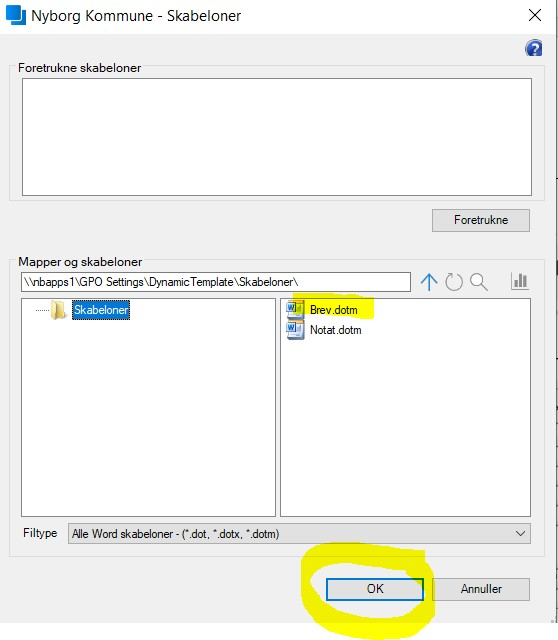 Nyborg Kommune - Skabeloner
Foretrukne skabeloner
Foretrukne
Mapper og skabeloner
\\nbapps1\GPO Settings\DynamicTemplate\Skabeloner\
Skabeloner
Brev.dotm
Notat.dotm
Filtype Alle Word skabeloner - (*.dot, *.dotx, *.dotm)
OK Annuller